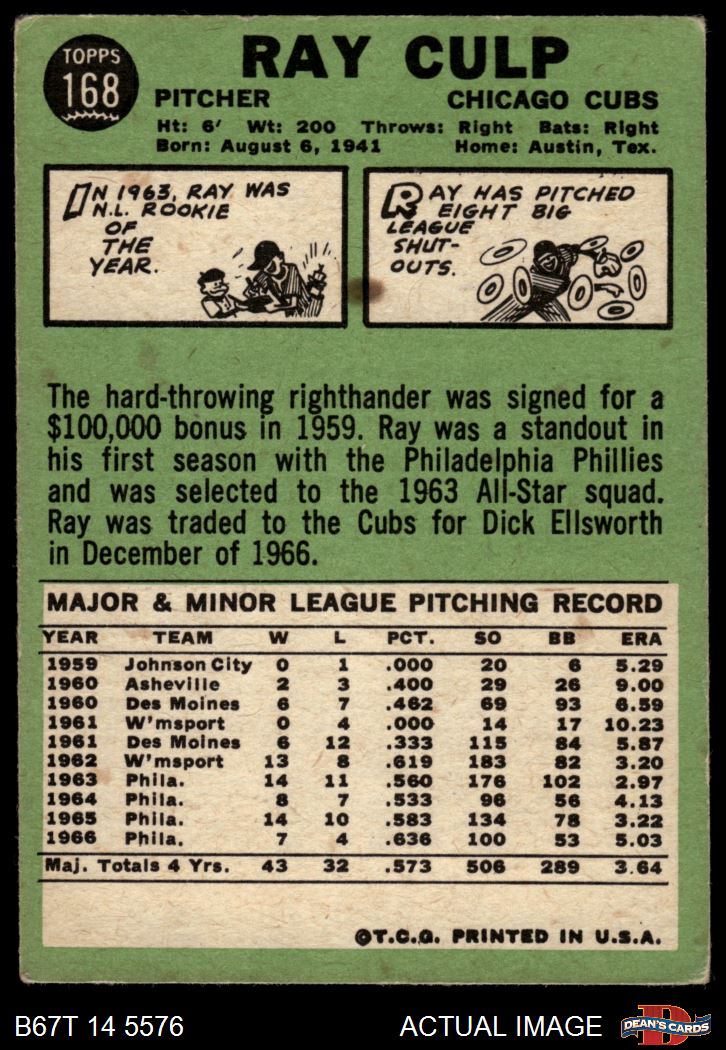 TOPPS
168
RAY CULP
PITCHER CHICAGO CUBS
Ht: 6' Wt: 200 Throws: Right Bats: Right
Born: August 6, 1941 Home: Austin, Tex.
IN 1963, RAY WAS
N.L. ROOKIE
OF
THE
YEAR.
RAY HAS PITCHED
EIGHT BIG
LEAGUE
SHUT-
OUTS.
The hard-throwing righthander was signed for a
$100,000 bonus in 1959. Ray was a standout in
his first season with the Philadelphia Phillies
and was selected to the 1963 All-Star squad.
Ray was traded to the Cubs for Dick Ellsworth
in December of 1966.
MAJOR & MINOR LEAGUE PITCHING RECORD
YEAR TEAM W L PCT. SO BB ERA
1959 Johnson City 0 1 .000 20 6 5.29
1960 Asheville 2 3 .400 29 26 9.00
1960 Des Moines 6 7 .462 69 93 6.59
1961 W'msport 0 4 .000 14 17 10.23
1961 Des Moines 6 12 .333 115 84 5.87
1962 W'msport 13 8 .619 183 82 3.20
1963 Phila. 14 11 .560 176 102 2.97
1964 Phila. 8 7 .533 96 56 4.13
1965 Phila. 14 10 .583 134 78 3.22
1966 Phila. 7 4 .636 100 53 5.03
Maj. Totals 4 Yrs. 43 32 .573 506 289 3.64
©T.C.G. PRINTED IN U.S.A.
B67T 14 5576 ACTUAL IMAGE
D
DEAN'S CARDS